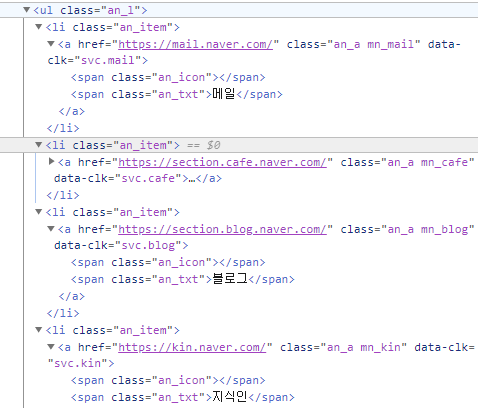 <ul class="an_l">
<li class="an_item">
<a href="https://mail.naver.com/" class="an_a mn_mail" data-
clk="svc.mail">
<span class="an_icon"></span>
<span class="an_txt">메일</span>
</a>
</li>
<li class="an_item"> == $0
<a href="https://section.cafe.naver.com/" class="an_a mn_cafe"
data-clk="svc.cafe">…</a>
</li>
<li class="an_item">
<a href="https://section.blog.naver.com/" class="an_a mn_blog"
data-clk="svc.blog">
<span class="an_icon"></span>
<span class="an_txt">블로그</span>
</a>
</li>
<li class="an_item">
<a href="https://kin.naver.com/" class="an_a mn_kin" data-clk=
"svc.kin">
<span class="an_icon"></span>
<span class="an_txt">지식인</span>